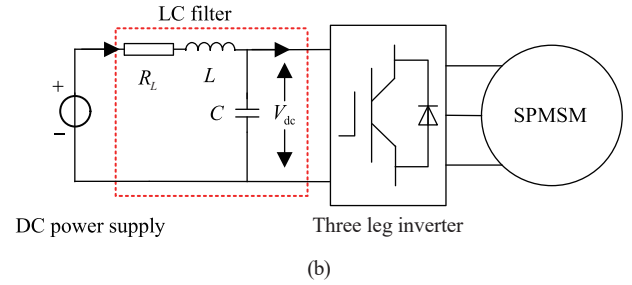 LC filter
R_L
L
C
V_dc
+
-
SPMSM
DC power supply
Three leg inverter
(b)